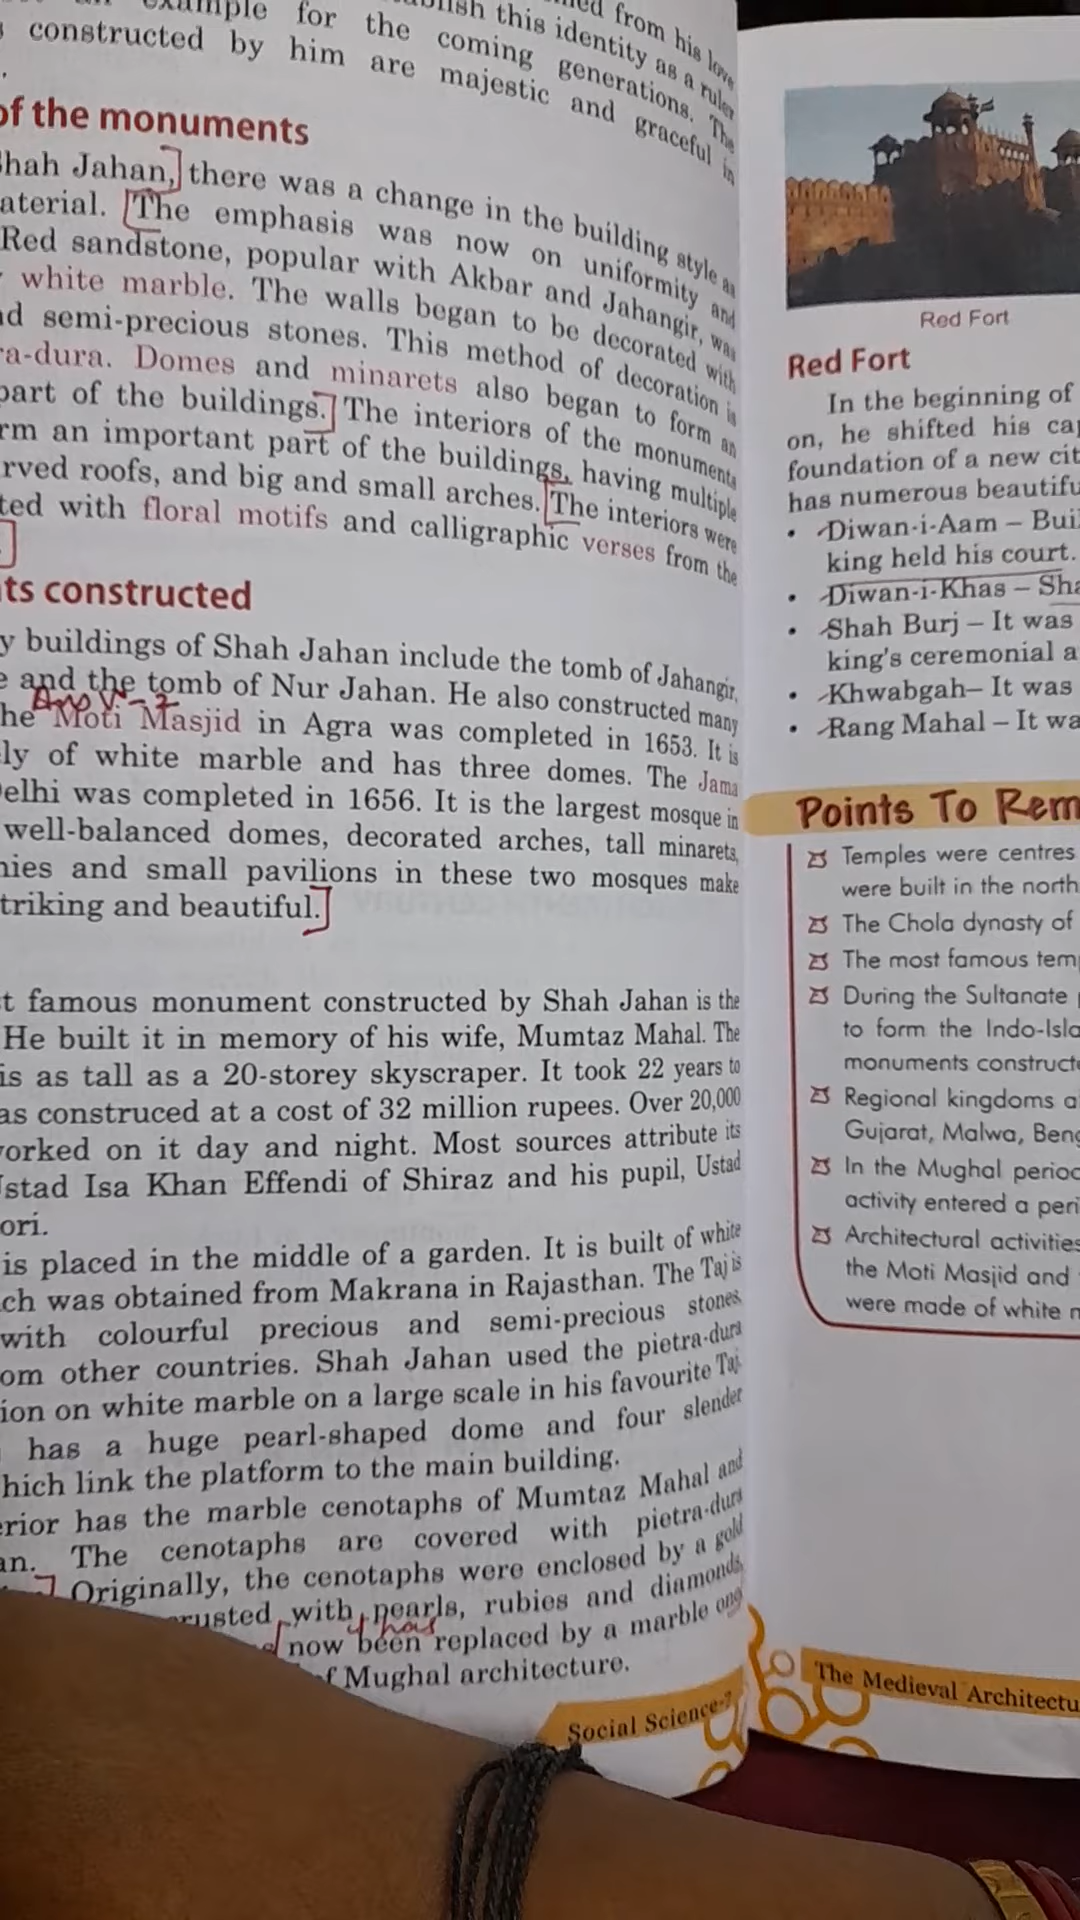 example for the coming generations. The
constructed by him are majestic and graceful in
of the monuments
Shah Jahan, there was a change in the building style as
aterial. The emphasis was now on uniformity and
Red sandstone, popular with Akbar and Jahangir, was
white marble. The walls began to be decorated with
nd semi-precious stones. This method of decoration is
ra-dura. Domes and minarets also began to form an
part of the buildings. The interiors of the monuments
rm an important part of the buildings, having multiple
rved roofs, and big and small arches. The interiors were
ted with floral motifs and calligraphic verses from the
ts constructed
y buildings of Shah Jahan include the tomb of Jahangir,
e and the tomb of Nur Jahan. He also constructed many
Ans V - 2
he Moti Masjid in Agra was completed in 1653. It is
ly of white marble and has three domes. The Jama
elhi was completed in 1656. It is the largest mosque in
well-balanced domes, decorated arches, tall minarets,
nies and small pavilions in these two mosques make
triking and beautiful.
t famous monument constructed by Shah Jahan is the
He built it in memory of his wife, Mumtaz Mahal. The
is as tall as a 20-storey skyscraper. It took 22 years to
as construced at a cost of 32 million rupees. Over 20,000
orked on it day and night. Most sources attribute its
Ustad Isa Khan Effendi of Shiraz and his pupil, Ustad
ori.
is placed in the middle of a garden. It is built of white
ch was obtained from Makrana in Rajasthan. The Taj is
with colourful precious and semi-precious stones,
om other countries. Shah Jahan used the pietra-dura
ion on white marble on a large scale in his favourite Taj.
has a huge pearl-shaped dome and four slender
hich link the platform to the main building.
erior has the marble cenotaphs of Mumtaz Mahal and
an. The cenotaphs are covered with pietra-dura
Originally, the cenotaphs were enclosed by a gold
rusted with pearls, rubies and diamonds,
has
now been replaced by a marble one
f Mughal architecture.
Social Science-7
Red Fort
Red Fort
In the beginning of
on, he shifted his cap
foundation of a new cit
has numerous beautifu
• Diwan-i-Aam – Buil
king held his court.
• Diwan-i-Khas – Sha
• Shah Burj – It was
king's ceremonial a
• Khwabgah– It was
• Rang Mahal – It wa
Points To Rem
Temples were centres
were built in the north
The Chola dynasty of
The most famous tem
During the Sultanate
to form the Indo-Isla
monuments constructe
Regional kingdoms a
Gujarat, Malwa, Beng
In the Mughal period
activity entered a peri
Architectural activities
the Moti Masjid and
were made of white m
The Medieval Architectu